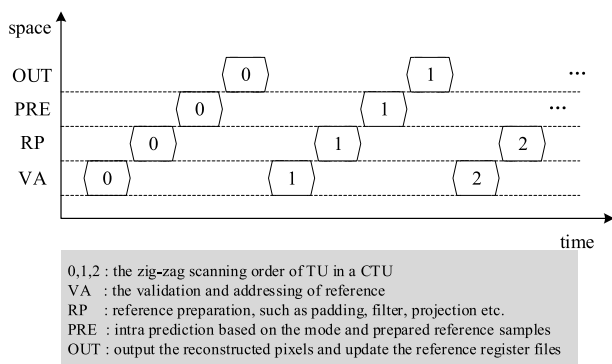 space
OUT 0 1 ...
PRE 0 1 ...
RP 0 1 2
VA 0 1 2
time
0,1,2 : the zig-zag scanning order of TU in a CTU
VA : the validation and addressing of reference
RP : reference preparation, such as padding, filter, projection etc.
PRE : intra prediction based on the mode and prepared reference samples
OUT : output the reconstructed pixels and update the reference register files